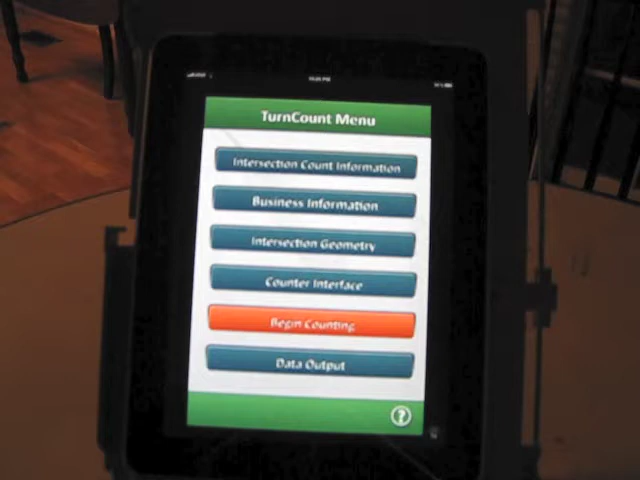 TurnCount Menu
Intersection Count Information
Business Information
Intersection Geometry
Counter Interface
Begin Counting
Data Output
?